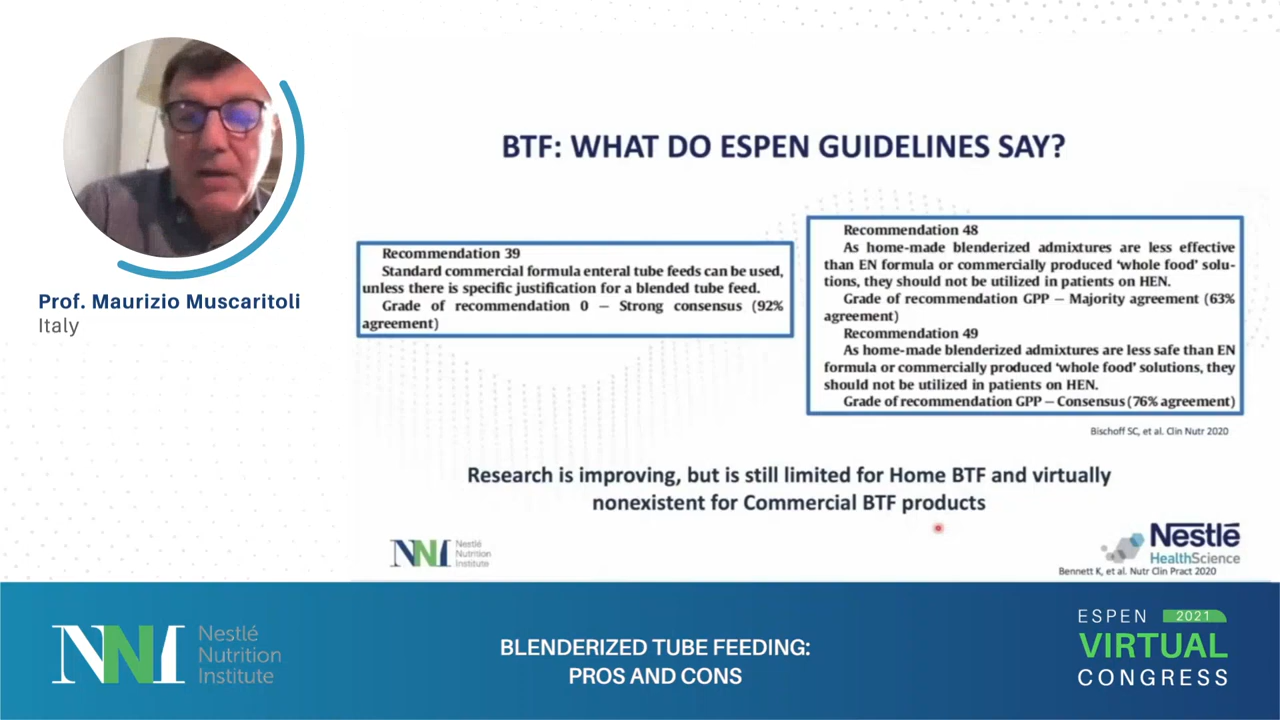 Prof. Maurizio Muscaritoli
Italy
BTF: WHAT DO ESPEN GUIDELINES SAY?
Recommendation 39
Standard commercial formula enteral tube feeds can be used,
unless there is specific justification for a blended tube feed.
Grade of recommendation 0 – Strong consensus (92%
agreement)
Recommendation 48
As home-made blenderized admixtures are less effective
than EN formula or commercially produced ‘whole food’ solu-
tions, they should not be utilized in patients on HEN.
Grade of recommendation GPP – Majority agreement (63%
agreement)
Recommendation 49
As home-made blenderized admixtures are less safe than EN
formula or commercially produced ‘whole food’ solutions, they
should not be utilized in patients on HEN.
Grade of recommendation GPP – Consensus (76% agreement)
Bischoff SC, et al. Clin Nutr 2020
Research is improving, but is still limited for Home BTF and virtually
nonexistent for Commercial BTF products
NNI
Nestlé
Nutrition
Institute
Nestlé
HealthScience
Bennett K, et al. Nutr Clin Pract 2020
NNI
Nestlé
Nutrition
Institute
BLENDERIZED TUBE FEEDING:
PROS AND CONS
ESPEN 2021
VIRTUAL
CONGRESS